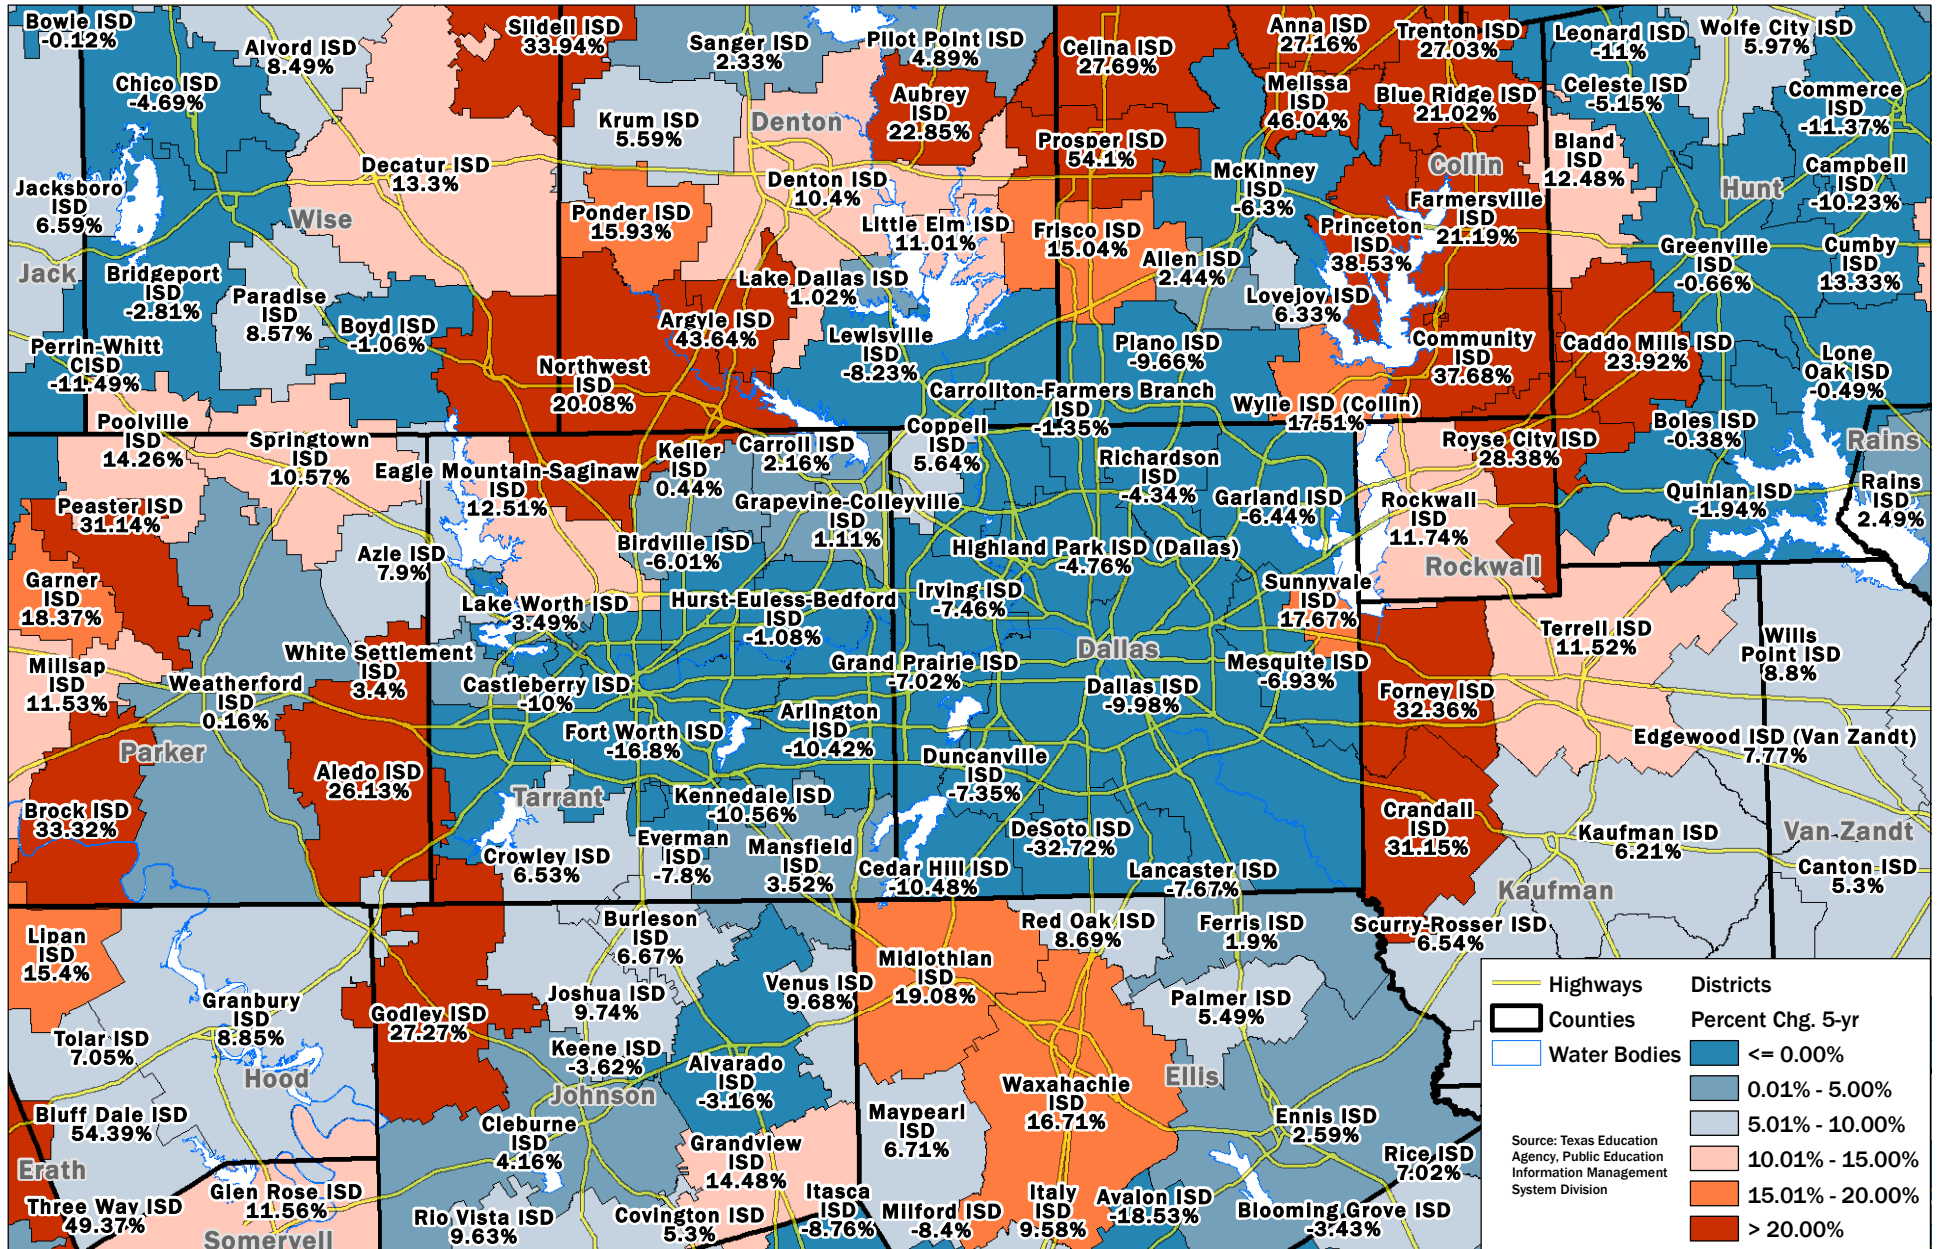 Bowie ISD
-0.12%
Chico ISD
-4.69%
Alvord ISD
8.49%
Slidell ISD
33.94%
Sanger ISD
2.33%
Pilot Point ISD
4.89%
Celina ISD
27.69%
Anna ISD
27.16%
Trenton ISD
27.03%
Leonard ISD
-11%
Wolfe City ISD
5.97%
Krum ISD
5.59%
Denton
Aubrey
ISD
22.85%
Melissa
ISD
46.04%
Blue Ridge ISD
21.02%
Celeste ISD
-5.15%
Commerce
ISD
-11.37%
Jacksboro
ISD
6.59%
Jack
Wise
Decatur ISD
13.3%
Ponder ISD
15.93%
Denton ISD
10.4%
Little Elm ISD
11.01%
Prosper ISD
54.1%
McKinney
ISD
-6.3%
Collin
Farmersville
ISD
21.19%
Bland
ISD
12.48%
Hunt
Campbell
ISD
-10.23%
Bridgeport
ISD
-2.81%
Paradise
ISD
8.57%
Boyd ISD
-1.06%
Lake Dallas ISD
1.02%
Frisco ISD
15.04%
Allen ISD
2.44%
Princeton
ISD
38.53%
Lovejoy ISD
6.33%
Greenville
ISD
-0.66%
Cumby
ISD
13.33%
Perrin-Whitt
CISD
-11.49%
Northwest
ISD
20.08%
Argyle ISD
43.64%
Lewisville
ISD
-8.23%
Plano ISD
-9.66%
Community
ISD
37.68%
Caddo Mills ISD
23.92%
Lone
Oak ISD
-0.49%
Poolville
ISD
14.26%
Springtown
ISD
10.57%
Eagle Mountain-Saginaw
ISD
12.51%
Keller
ISD
0.44%
Carroll ISD
2.16%
Coppell
ISD
5.64%
Carrollton-Farmers Branch
ISD
-1.35%
Wylie ISD (Collin)
17.51%
Royse City ISD
28.38%
Boles ISD
-0.38%
Rains
Peaster ISD
31.14%
Azle ISD
7.9%
Grapevine-Colleyville
ISD
1.11%
Richardson
ISD
-4.34%
Garland ISD
-6.44%
Rockwall
ISD
11.74%
Rockwall
Quinlan ISD
-1.94%
Rains
ISD
2.49%
Garner
ISD
18.37%
Lake Worth ISD
3.49%
Birdville ISD
-6.01%
Hurst-Euless-Bedford
ISD
-1.08%
Irving ISD
-7.46%
Highland Park ISD (Dallas)
-4.76%
Sunnyvale
ISD
17.67%
Dallas
Terrell ISD
11.52%
Wills
Point ISD
8.8%
Millsap
ISD
11.53%
Weatherford
ISD
0.16%
Parker
White Settlement
ISD
3.4%
Castleberry ISD
-10%
Fort Worth ISD
-16.8%
Arlington
ISD
-10.42%
Grand Prairie ISD
-7.02%
Dallas ISD
-9.98%
Mesquite ISD
-6.93%
Forney ISD
32.36%
Edgewood ISD (Van Zandt)
7.77%
Brock ISD
33.32%
Aledo ISD
26.13%
Tarrant
Crowley ISD
6.53%
Everman
ISD
-7.8%
Kennedale ISD
-10.56%
Mansfield
ISD
3.52%
Duncanville
ISD
-7.35%
Cedar Hill ISD
-10.48%
DeSoto ISD
-32.72%
Lancaster ISD
-7.67%
Crandall
ISD
31.15%
Kaufman ISD
6.21%
Kaufman
Van Zandt
Canton ISD
5.3%
Lipan
ISD
15.4%
Granbury
ISD
8.85%
Tolar ISD
7.05%
Hood
Godley ISD
27.27%
Burleson
ISD
6.67%
Joshua ISD
9.74%
Keene ISD
-3.62%
Johnson
Venus ISD
9.68%
Alvarado
ISD
-3.16%
Midlothian
ISD
19.08%
Red Oak ISD
8.69%
Ferris ISD
1.9%
Palmer ISD
5.49%
Scurry-Rosser ISD
6.54%
Bluff Dale ISD
54.39%
Erath
Three Way ISD
49.37%
Glen Rose ISD
11.56%
Somervell
Cleburne
ISD
4.16%
Rio Vista ISD
9.63%
Grandview
ISD
14.48%
Covington ISD
5.3%
Itasca
ISD
-8.76%
Maypearl
ISD
6.71%
Milford ISD
-8.4%
Waxahachie
ISD
16.71%
Ellis
Italy
ISD
9.58%
Avalon ISD
-18.53%
Ennis ISD
2.59%
Rice ISD
7.02%
Blooming Grove ISD
-3.43%
Highways
Counties
Water Bodies
Source: Texas Education
Agency, Public Education
Information Management
System Division
Districts
Percent Chg. 5-yr
<= 0.00%
0.01% - 5.00%
5.01% - 10.00%
10.01% - 15.00%
15.01% - 20.00%
> 20.00%